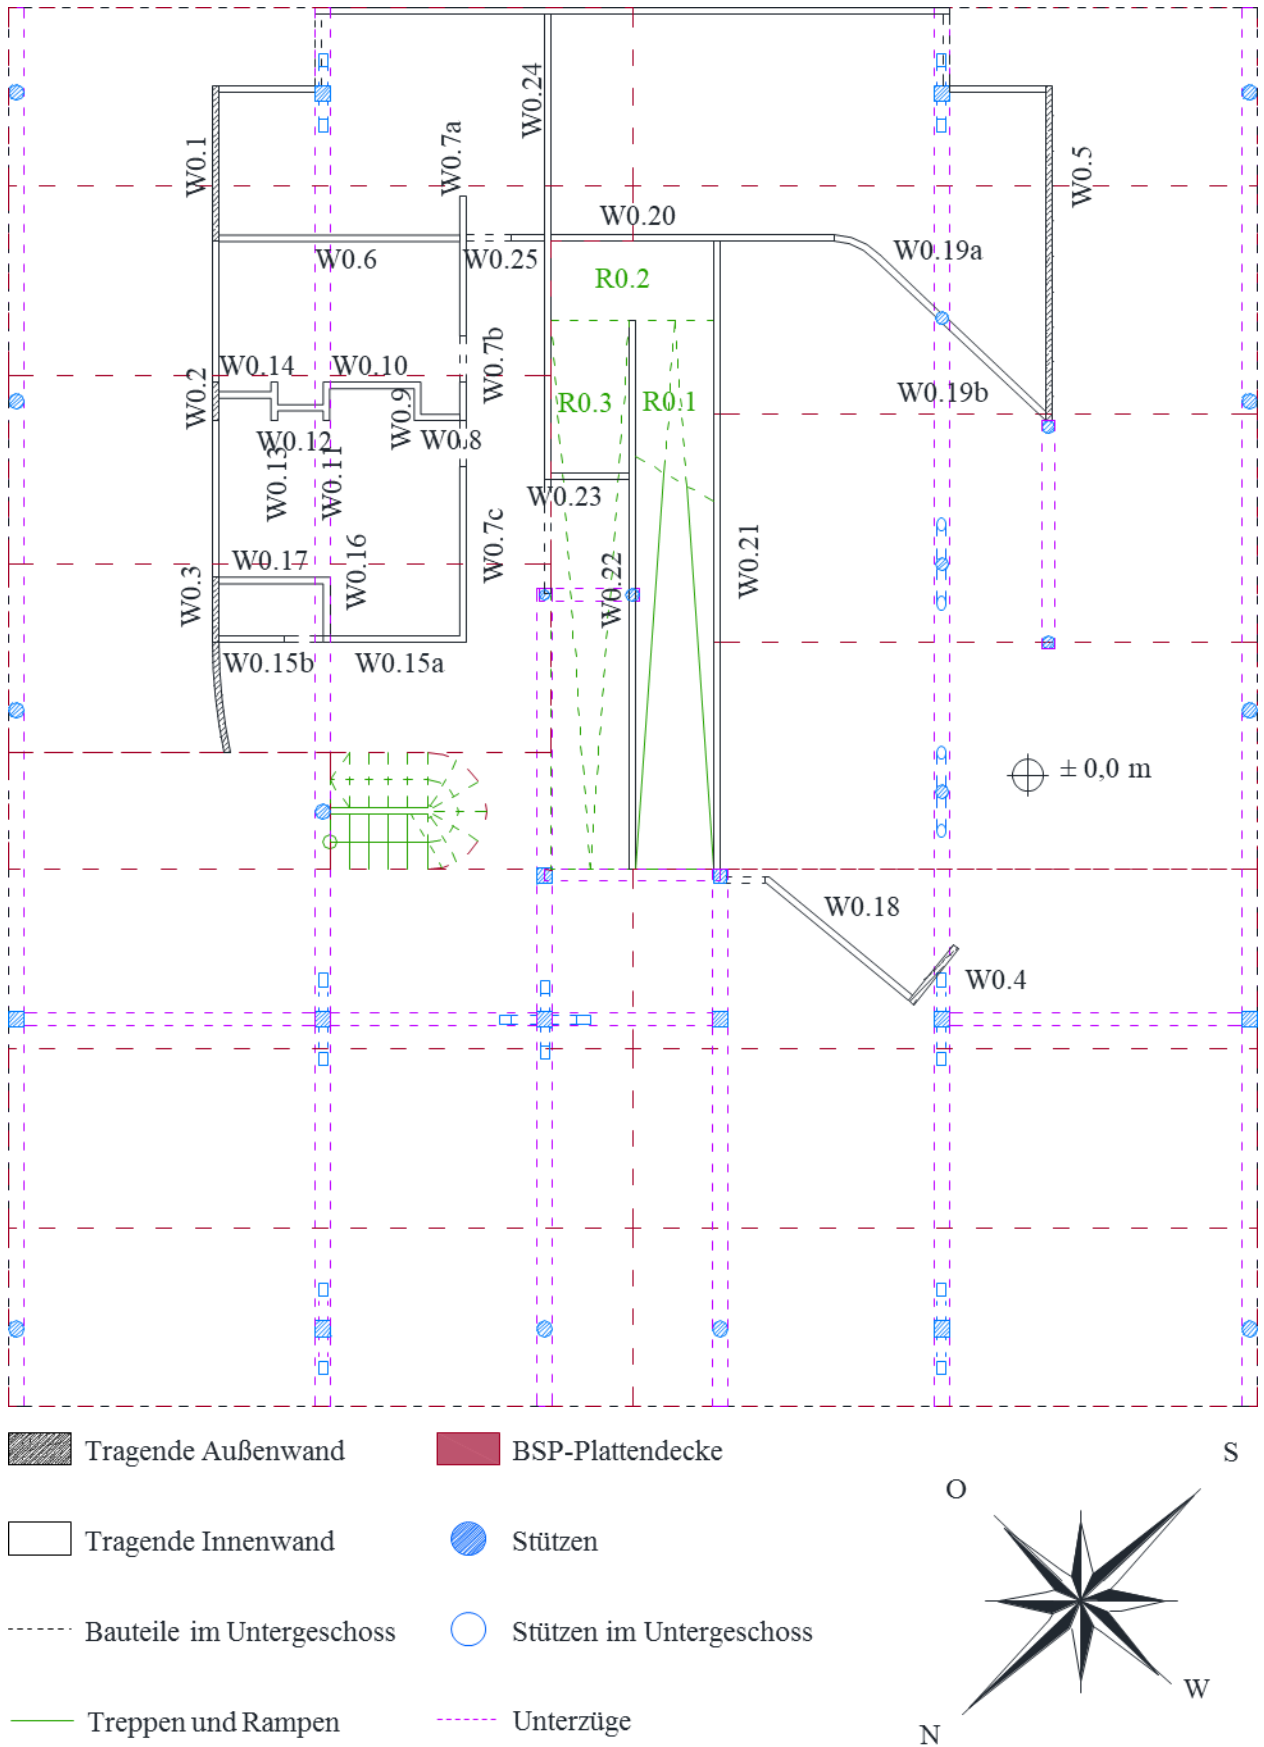 W0.24
W0.7a
W0.1
W0.5
W0.20
W0.6
W0.25
W0.19a
R0.2
W0.14
W0.10
W0.7b
W0.2
W0.9
R0.3
R0.1
W0.19b
W0.12
W0.8
W0.13
W0.11
W0.23
W0.7c
W0.21
W0.17
W0.16
W0.3
W0.22
W0.15b
W0.15a
± 0,0 m
W0.18
W0.4
Tragende Außenwand
BSP-Plattendecke
Tragende Innenwand
Stützen
Bauteile im Untergeschoss
Stützen im Untergeschoss
Treppen und Rampen
Unterzüge
S
O
W
N